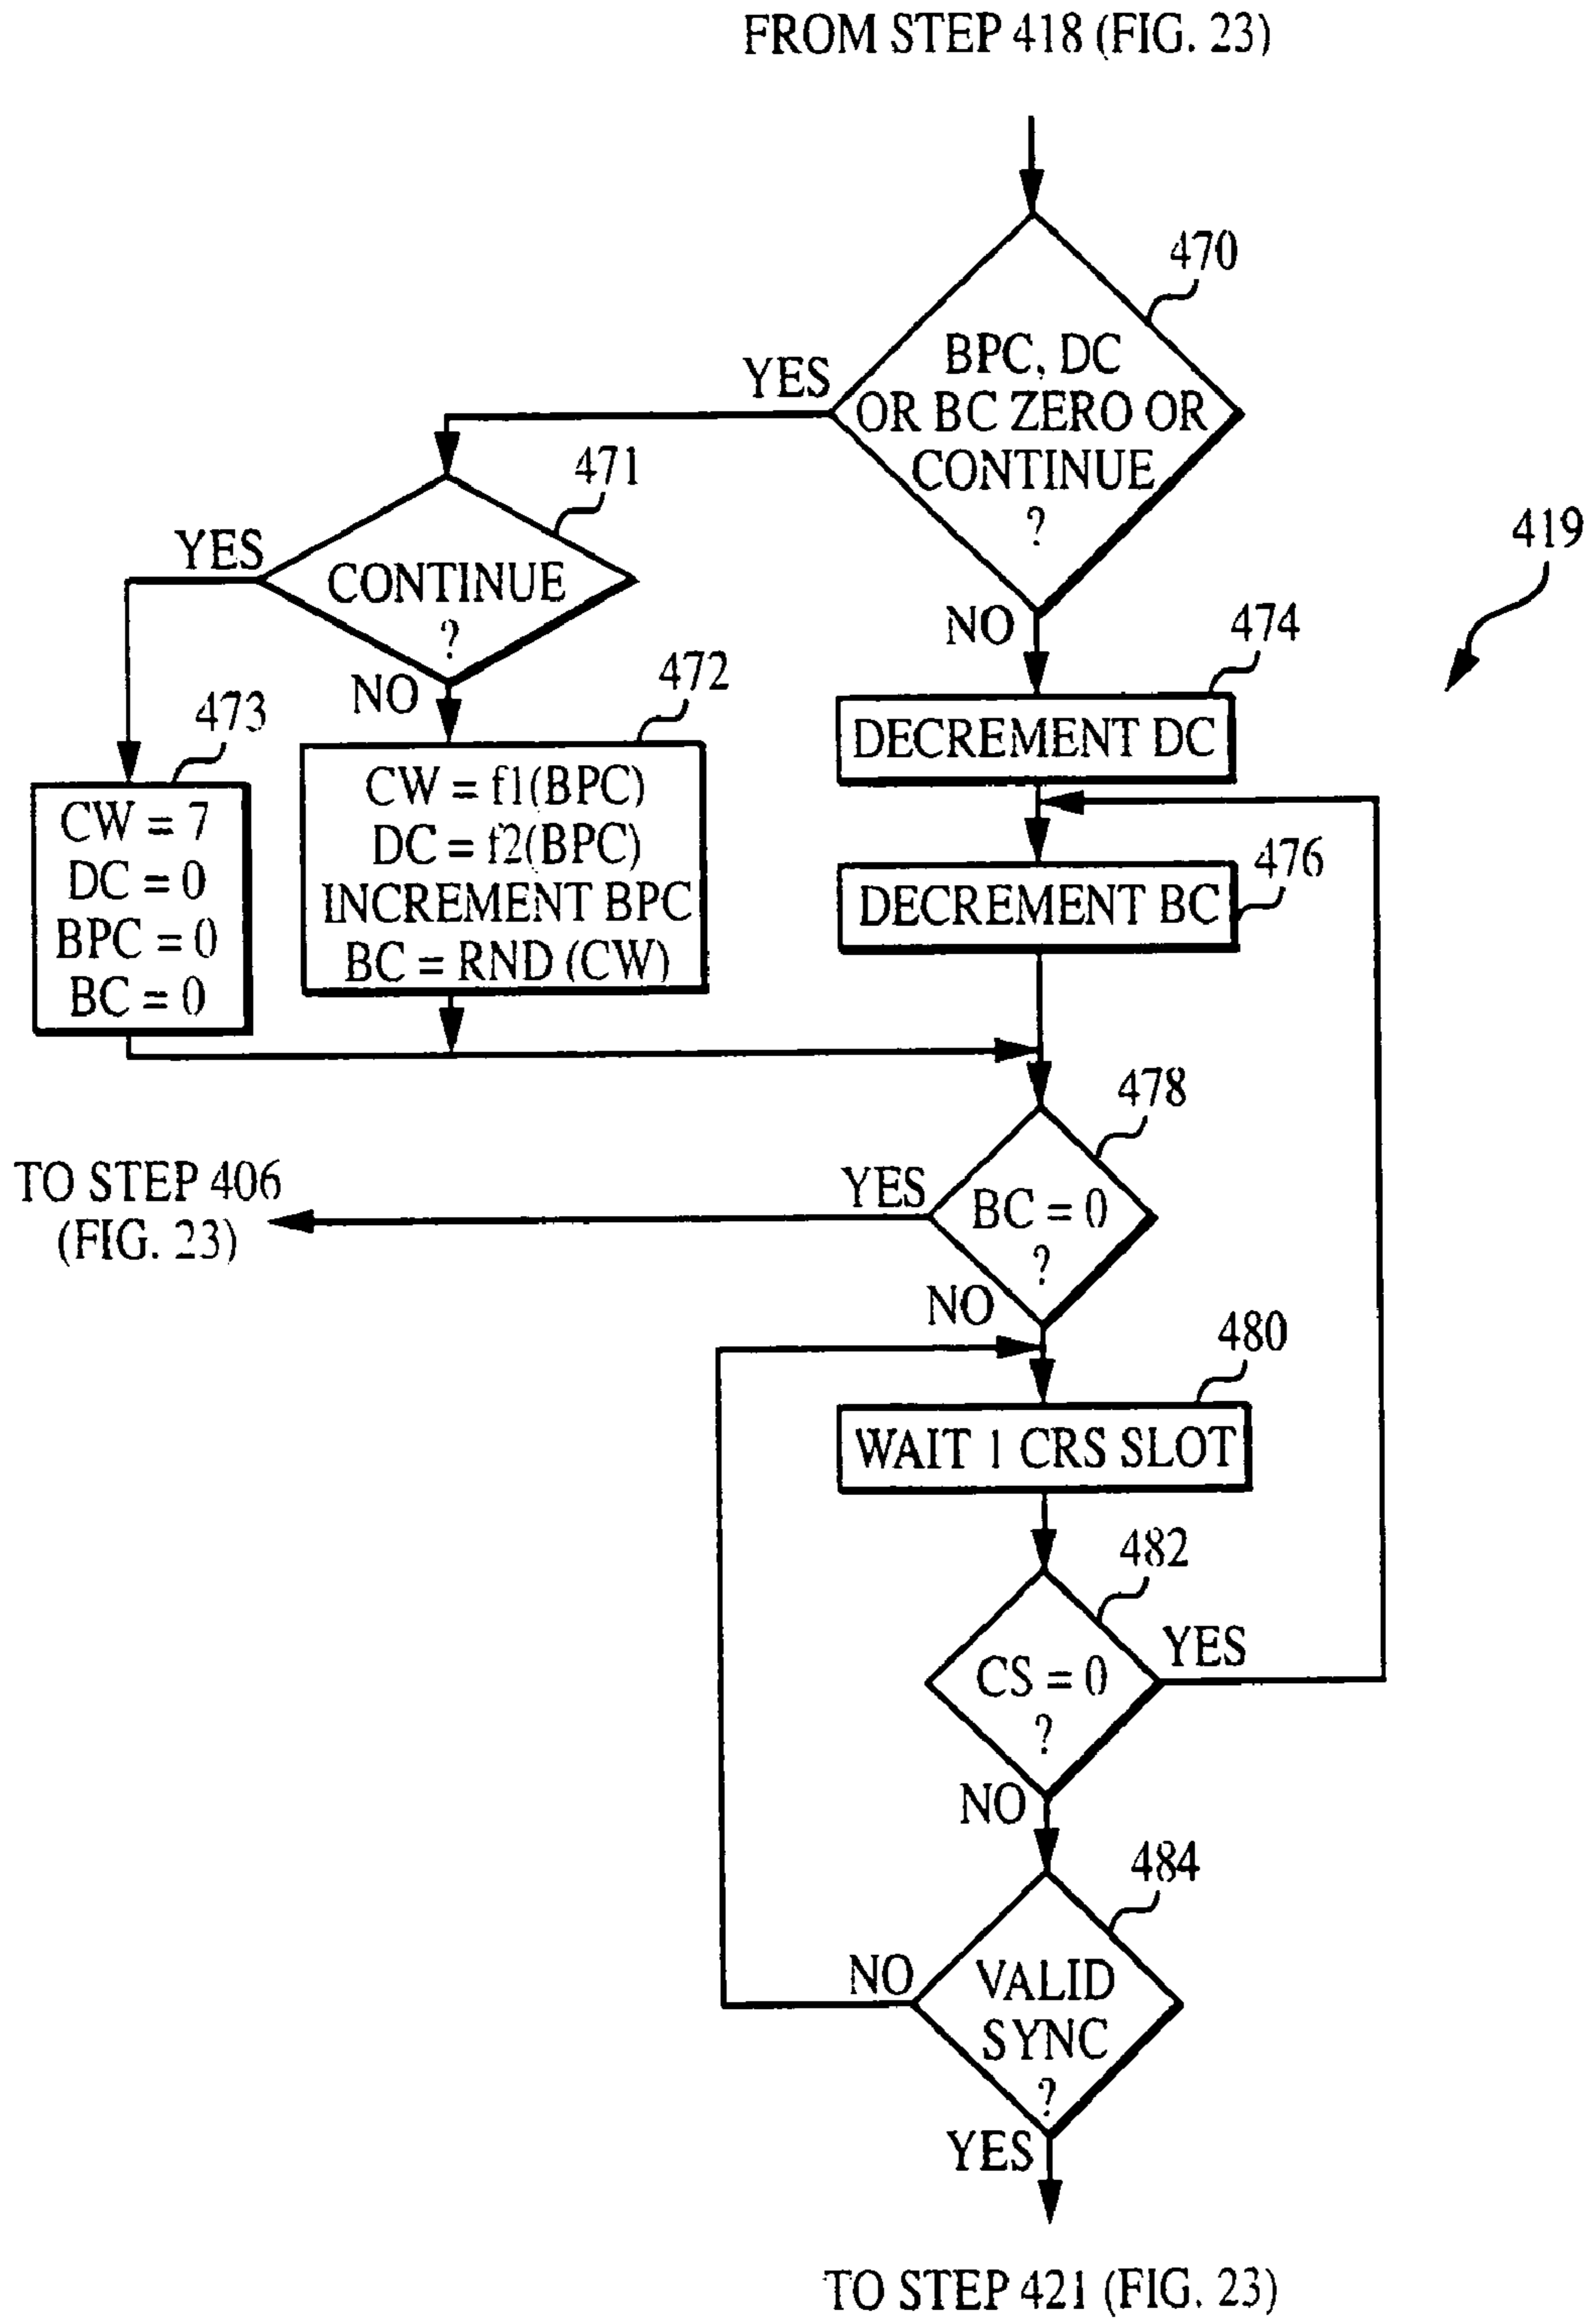 FROM STEP 418 (FIG. 23)
470
BPC, DC
OR BC ZERO OR
CONTINUE
?
YES
NO
471
CONTINUE
?
YES
NO
419
474
DECREMENT DC
472
CW = f1(BPC)
DC = f2(BPC)
INCREMENT BPC
BC = RND (CW)
473
CW = 7
DC = 0
BPC = 0
BC = 0
476
DECREMENT BC
478
BC = 0
?
YES
NO
TO STEP 406
(FIG. 23)
480
WAIT 1 CRS SLOT
482
CS = 0
?
YES
NO
484
VALID
SYNC
?
NO
YES
TO STEP 421 (FIG. 23)